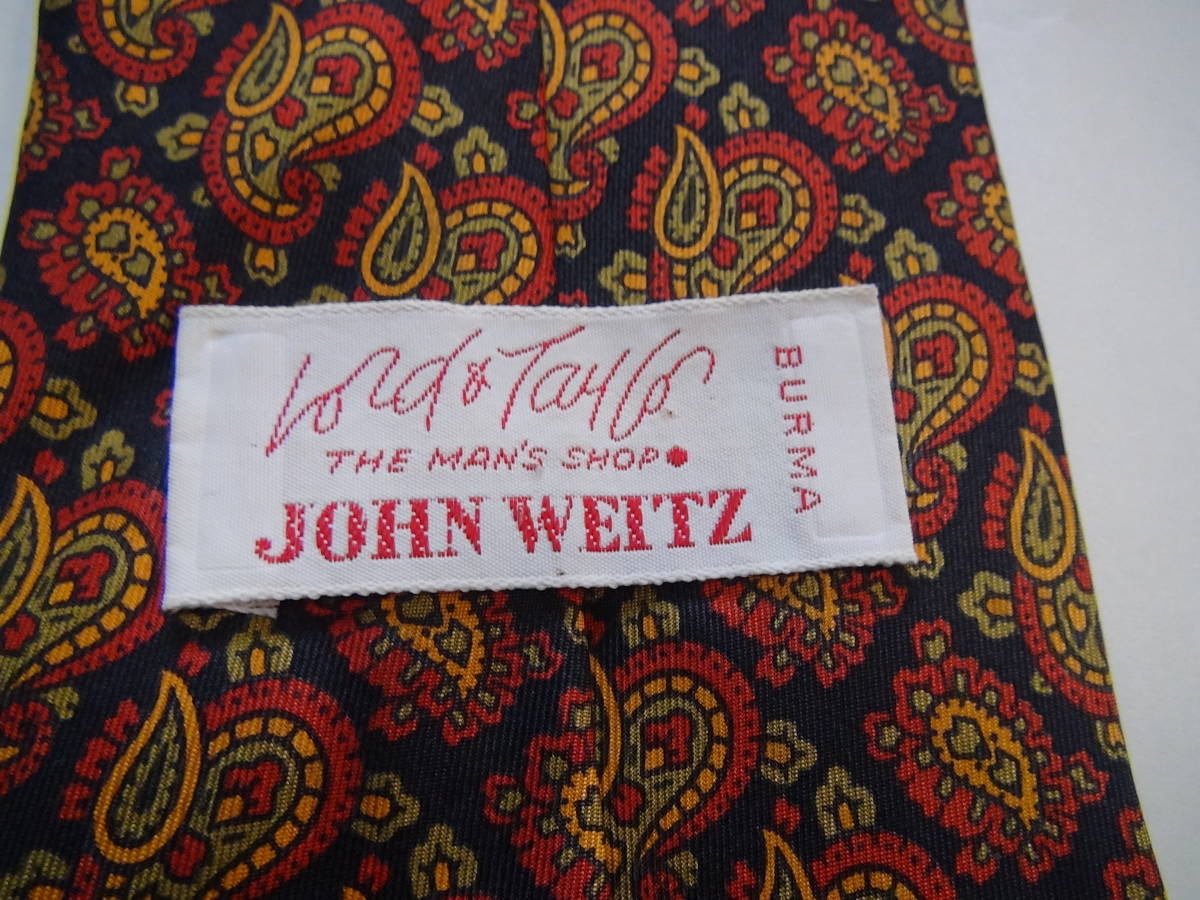 Lord & Taylor
THE MAN'S SHOP
JOHN WEITZ
BURMA